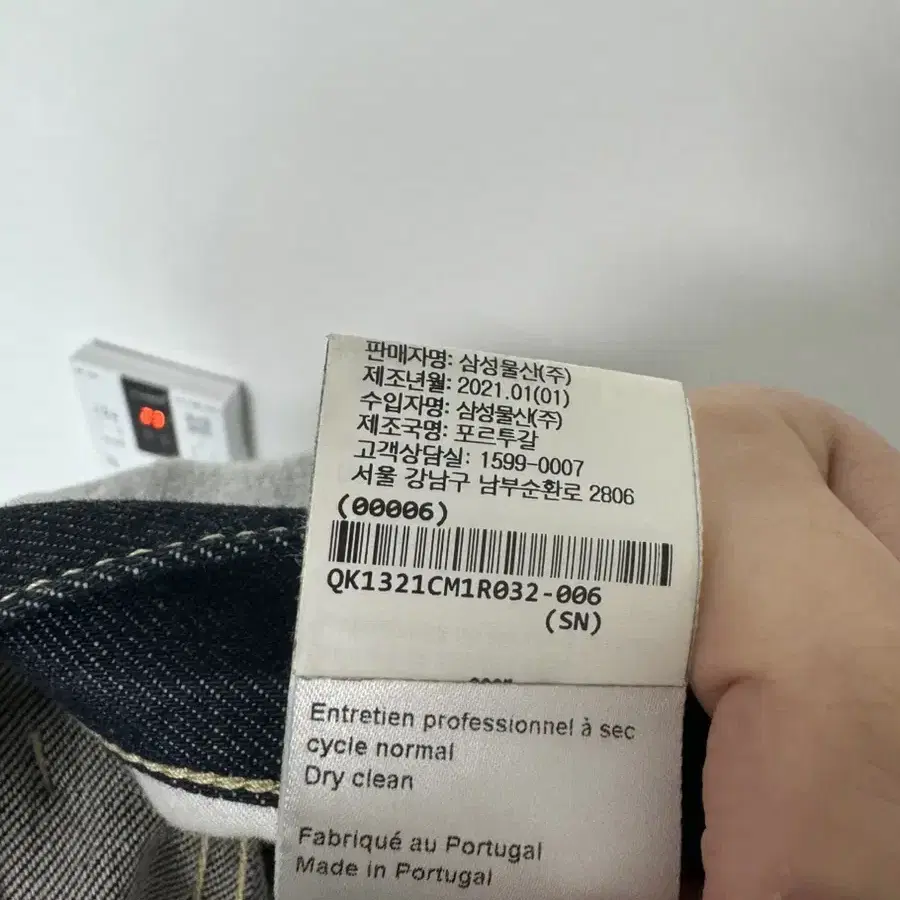 판매자명: 삼성물산(주)
제조년월: 2021.01(01)
수입자명: 삼성물산(주)
제조국명: 포르투갈
고객상담실: 1599-0007
서울 강남구 남부순환로 2806
(00006)
QK1321CM1R032-006
(SN)
Entretien professionnel à sec
cycle normal
Dry clean
Fabriqué au Portugal
Made in Portugal